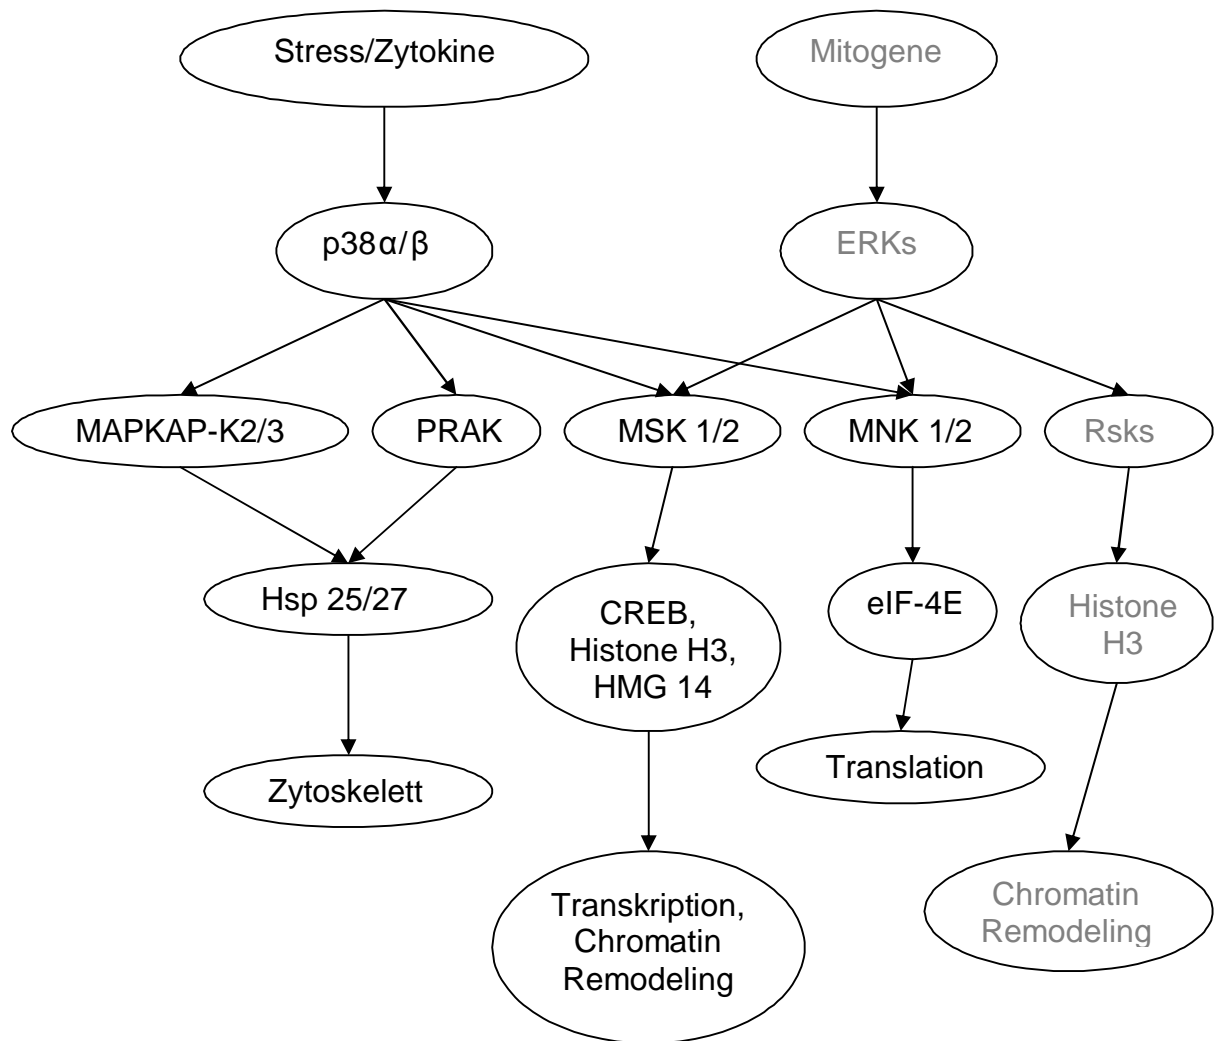 Stress/Zytokine
Mitogene
p38α/β
ERKs
MAPKAP-K2/3
PRAK
MSK 1/2
MNK 1/2
Rsks
Hsp 25/27
CREB,
Histone H3,
HMG 14
eIF-4E
Histone
H3
Zytoskelett
Translation
Transkription,
Chromatin
Remodeling
Chromatin
Remodeling